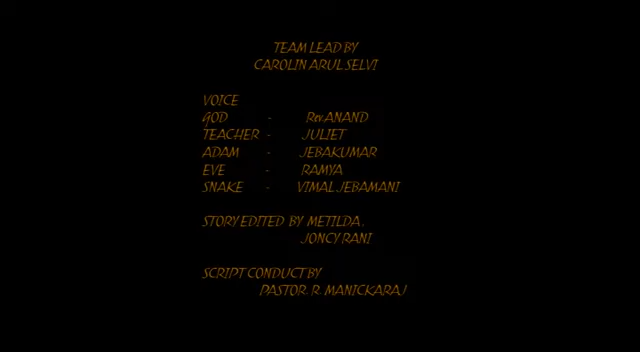 TEAM LEAD BY
CAROLIN ARUL SELVI
VOICE
GOD - Rev.ANAND
TEACHER - JULIET
ADAM - JEBAKUMAR
EVE - RAMYA
SNAKE - VIMAL JEBAMANI
STORY EDITED BY METILDA.
JONCY RANI
SCRIPT CONDUCT BY
PASTOR. R. MANICKARAJ